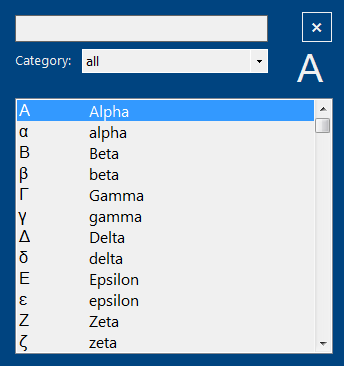 ×
Category: all
Α
Α Alpha
α alpha
Β Beta
β beta
Γ Gamma
γ gamma
Δ Delta
δ delta
Ε Epsilon
ε epsilon
Ζ Zeta
ζ zeta